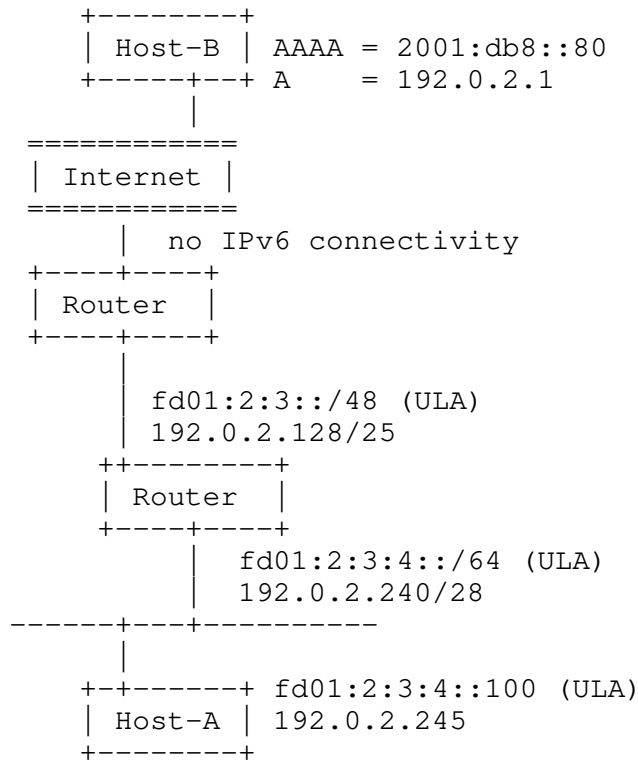 Host-B AAAA = 2001:db8::80
A = 192.0.2.1
Internet
no IPv6 connectivity
Router
fd01:2:3::/48 (ULA)
192.0.2.128/25
Router
fd01:2:3:4::/64 (ULA)
192.0.2.240/28
fd01:2:3:4::100 (ULA)
Host-A 192.0.2.245